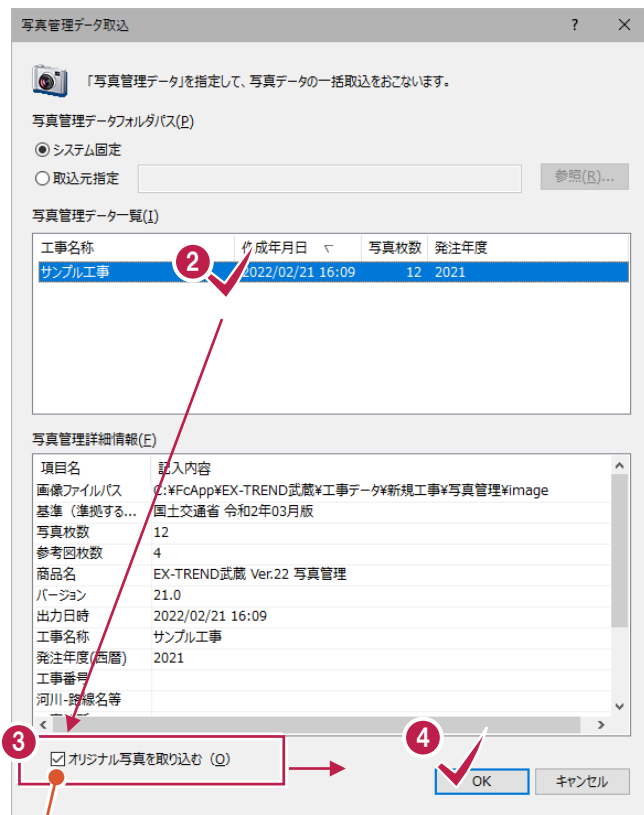 写真管理データ取込 ? ×
「写真管理データ」を指定して、写真データの一括取込をおこないます。
写真管理データフォルダパス(P)
システム固定
取込元指定 参照(R)...
写真管理データ一覧(I)
工事名称 作成年月日 写真枚数 発注年度
サンプル工事 2022/02/21 16:09 12 2021
2
写真管理詳細情報(F)
項目名 記入内容
画像ファイルパス C:¥FcApp¥EX-TREND武蔵¥工事データ¥新規工事¥写真管理¥image
基準（準拠する... 国土交通省 令和2年03月版
写真枚数 12
参考図枚数 4
商品名 EX-TREND武蔵 Ver.22 写真管理
バージョン 21.0
出力日時 2022/02/21 16:09
工事名称 サンプル工事
発注年度(西暦) 2021
工事番号
河川-路線名等
3
オリジナル写真を取り込む（O）
4
OK キャンセル